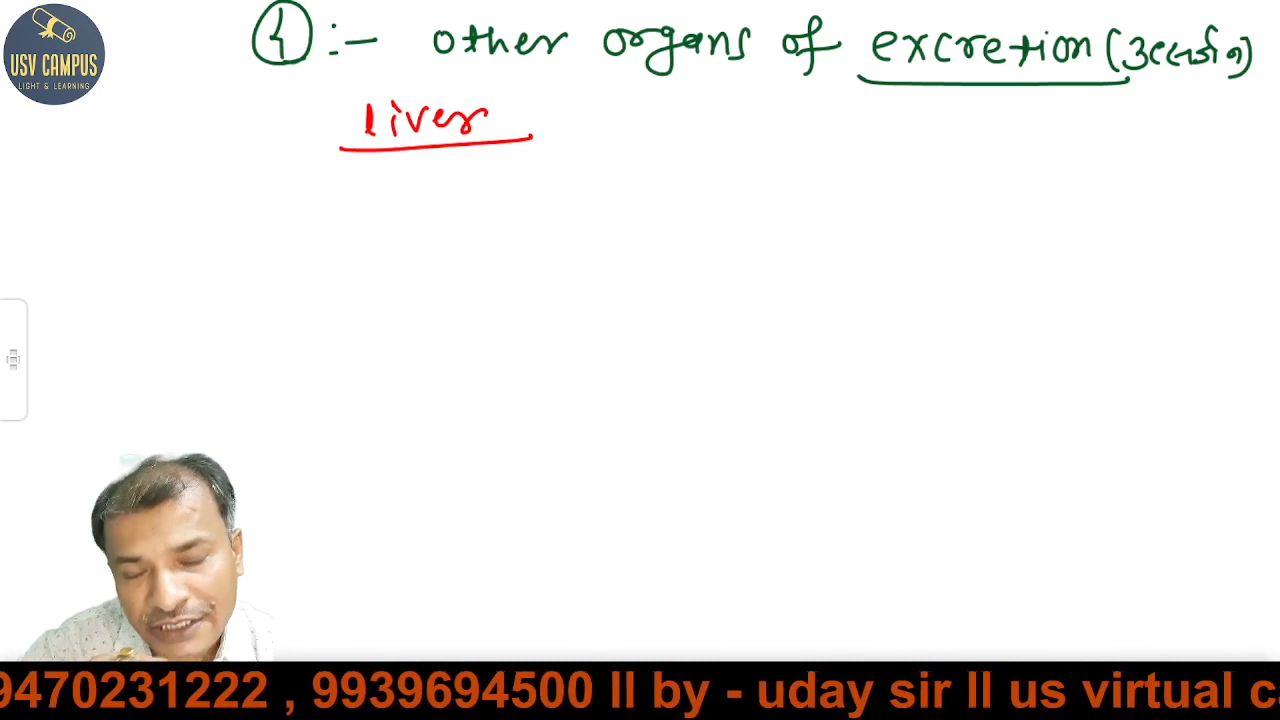 USV CAMPUS
LIGHT & LEARNING
:- other organs of excretion (उत्सर्जन)
liver
9470231222 , 9939694500 ll by - uday sir ll us virtual c